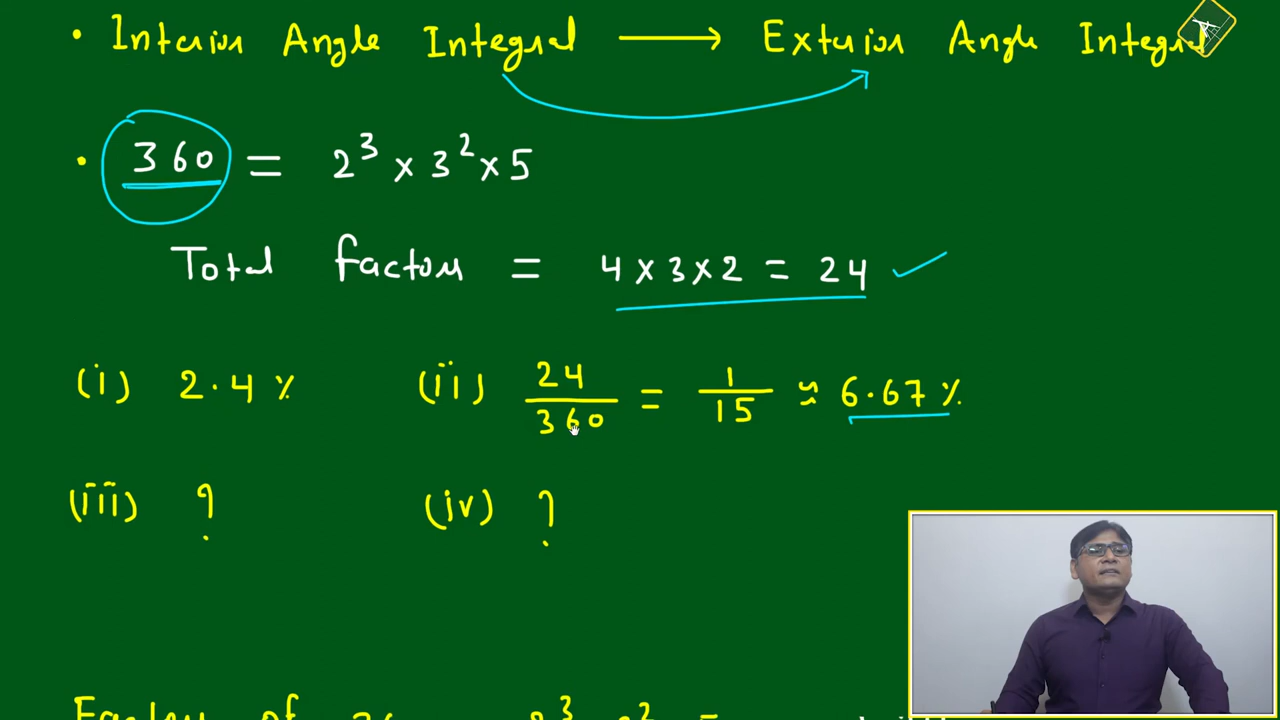 • Interior Angle Integral ⟶ Exterior Angle Integral
• 360 = 2³ × 3² × 5
Total factors = 4 × 3 × 2 = 24 ✓
(i) 2.4 % (ii) 24/360 = 1/15 ≈ 6.67 %
(iii) ? (iv) ?
Factors of